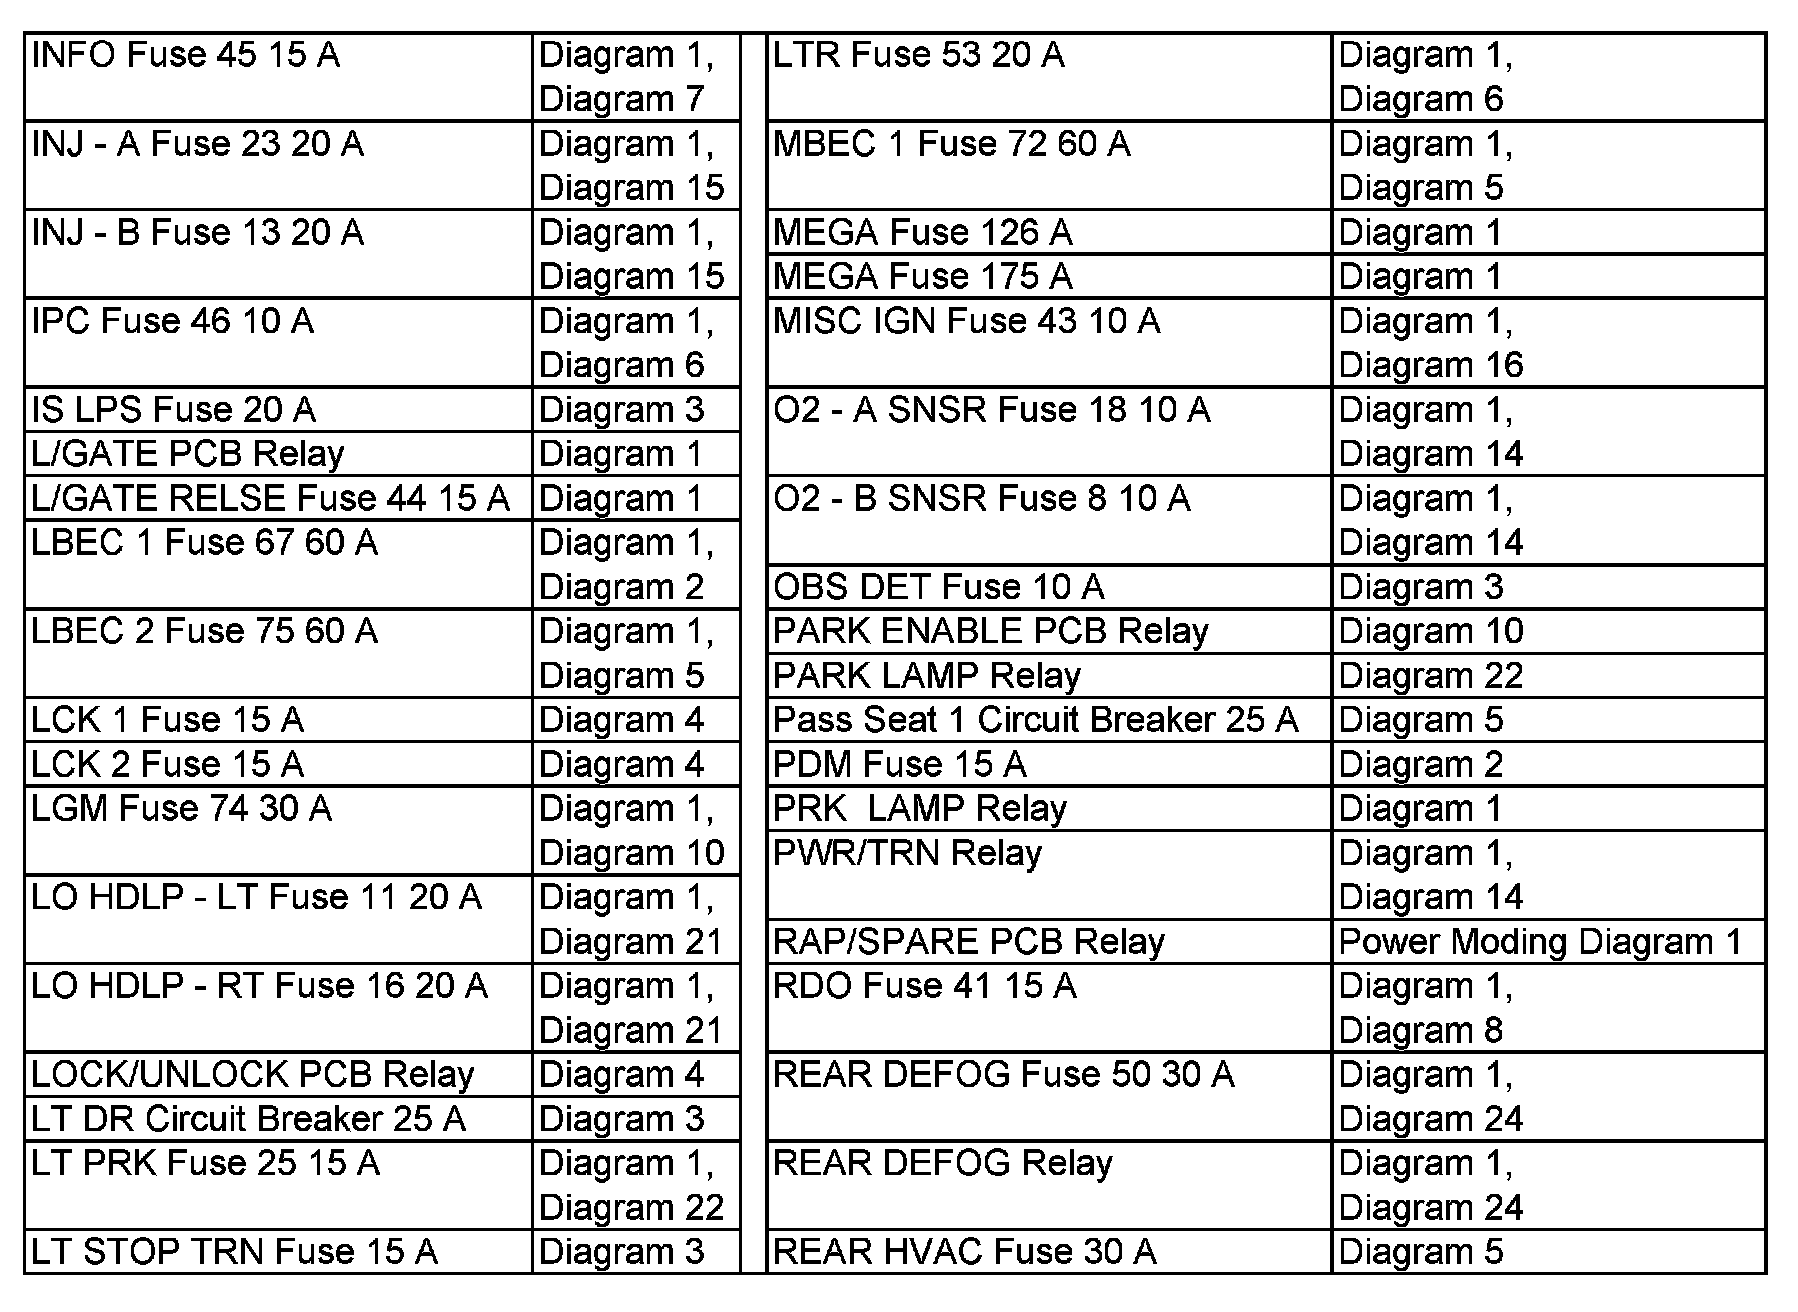 INFO Fuse 45 15 A Diagram 1,
Diagram 7
INJ - A Fuse 23 20 A Diagram 1,
Diagram 15
INJ - B Fuse 13 20 A Diagram 1,
Diagram 15
IPC Fuse 46 10 A Diagram 1,
Diagram 6
IS LPS Fuse 20 A Diagram 3
L/GATE PCB Relay Diagram 1
L/GATE RELSE Fuse 44 15 A Diagram 1
LBEC 1 Fuse 67 60 A Diagram 1,
Diagram 2
LBEC 2 Fuse 75 60 A Diagram 1,
Diagram 5
LCK 1 Fuse 15 A Diagram 4
LCK 2 Fuse 15 A Diagram 4
LGM Fuse 74 30 A Diagram 1,
Diagram 10
LO HDLP - LT Fuse 11 20 A Diagram 1,
Diagram 21
LO HDLP - RT Fuse 16 20 A Diagram 1,
Diagram 21
LOCK/UNLOCK PCB Relay Diagram 4
LT DR Circuit Breaker 25 A Diagram 3
LT PRK Fuse 25 15 A Diagram 1,
Diagram 22
LT STOP TRN Fuse 15 A Diagram 3
LTR Fuse 53 20 A Diagram 1,
Diagram 6
MBEC 1 Fuse 72 60 A Diagram 1,
Diagram 5
MEGA Fuse 126 A Diagram 1
MEGA Fuse 175 A Diagram 1
MISC IGN Fuse 43 10 A Diagram 1,
Diagram 16
O2 - A SNSR Fuse 18 10 A Diagram 1,
Diagram 14
O2 - B SNSR Fuse 8 10 A Diagram 1,
Diagram 14
OBS DET Fuse 10 A Diagram 3
PARK ENABLE PCB Relay Diagram 10
PARK LAMP Relay Diagram 22
Pass Seat 1 Circuit Breaker 25 A Diagram 5
PDM Fuse 15 A Diagram 2
PRK LAMP Relay Diagram 1
PWR/TRN Relay Diagram 1,
Diagram 14
RAP/SPARE PCB Relay Power Moding Diagram 1
RDO Fuse 41 15 A Diagram 1,
Diagram 8
REAR DEFOG Fuse 50 30 A Diagram 1,
Diagram 24
REAR DEFOG Relay Diagram 1,
Diagram 24
REAR HVAC Fuse 30 A Diagram 5